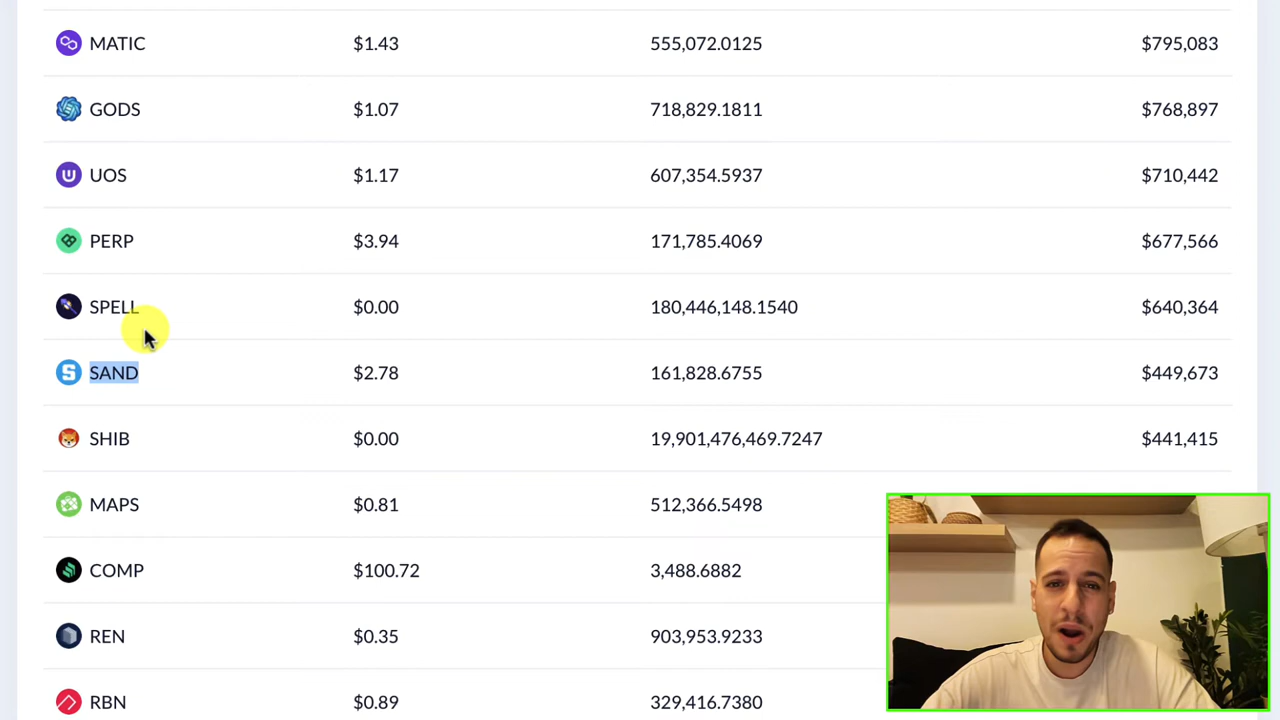 MATIC $1.43 555,072.0125 $795,083
GODS $1.07 718,829.1811 $768,897
UOS $1.17 607,354.5937 $710,442
PERP $3.94 171,785.4069 $677,566
SPELL $0.00 180,446,148.1540 $640,364
SAND $2.78 161,828.6755 $449,673
SHIB $0.00 19,901,476,469.7247 $441,415
MAPS $0.81 512,366.5498
COMP $100.72 3,488.6882
REN $0.35 903,953.9233
RBN $0.89 329,416.7380